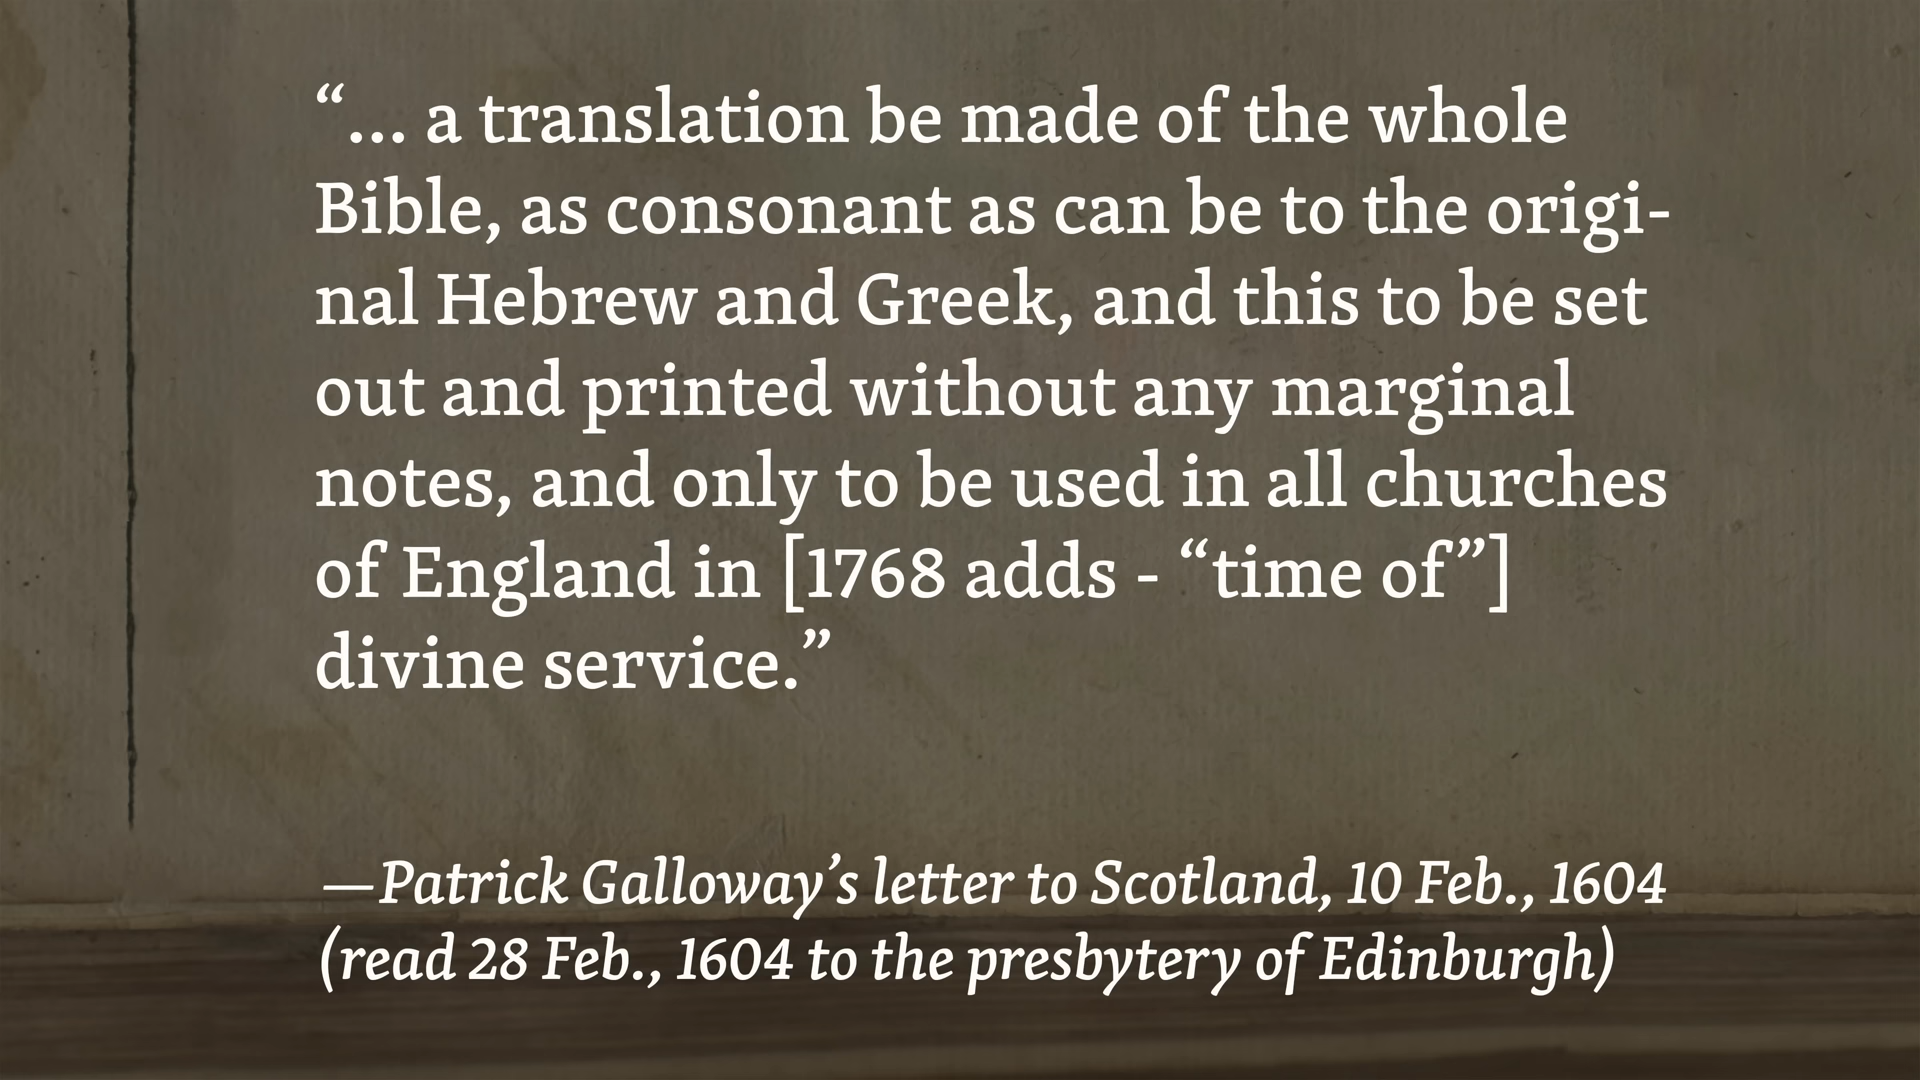 “... a translation be made of the whole
Bible, as consonant as can be to the origi-
nal Hebrew and Greek, and this to be set
out and printed without any marginal
notes, and only to be used in all churches
of England in [1768 adds - “time of”]
divine service.”
—Patrick Galloway’s letter to Scotland, 10 Feb., 1604
(read 28 Feb., 1604 to the presbytery of Edinburgh)